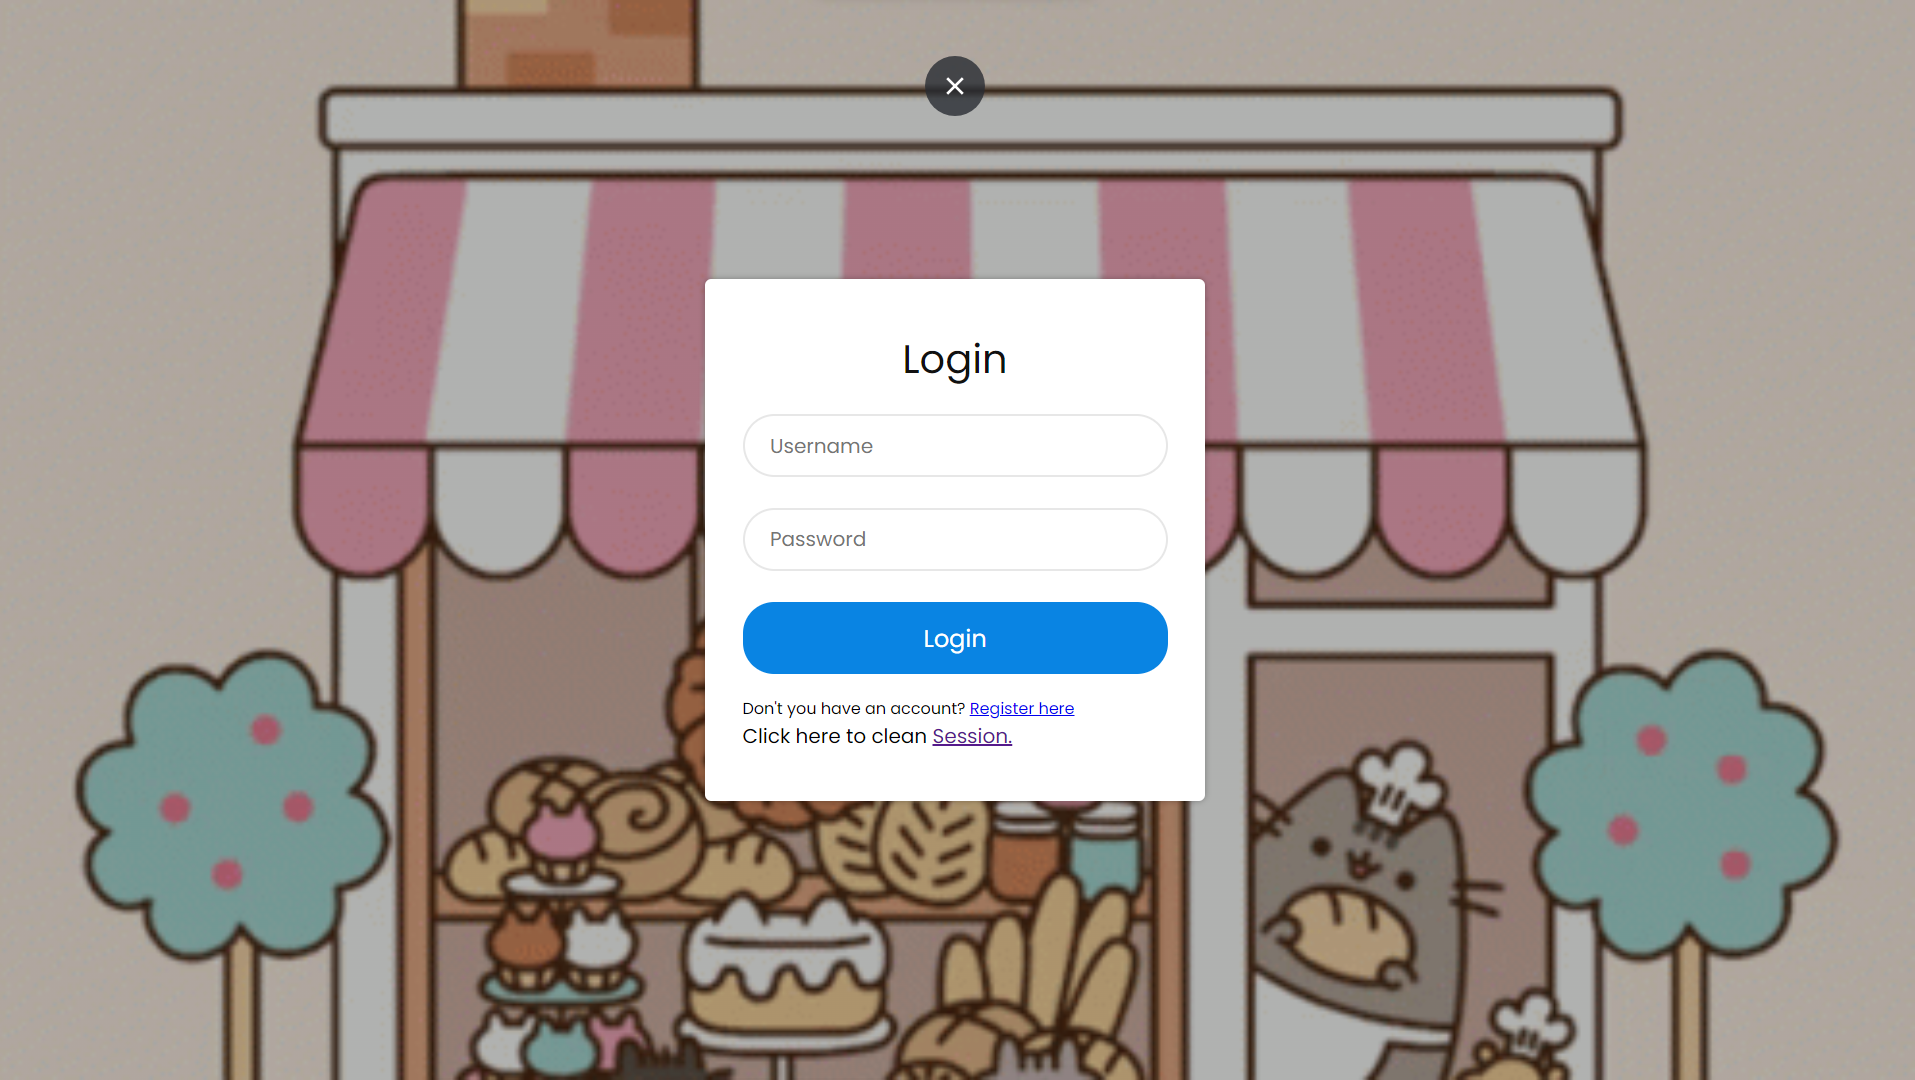 Login
Username
Password
Login
Don't you have an account? Register here
Click here to clean Session.